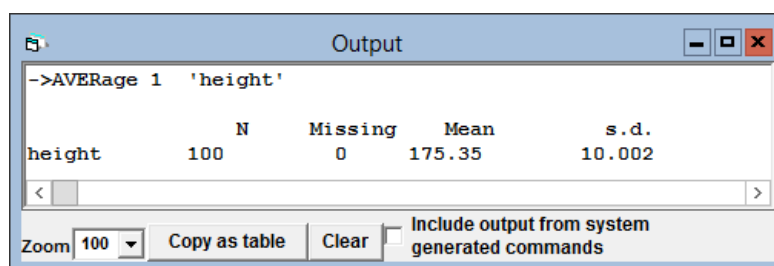 Output
->AVERage 1 'height'
N Missing Mean s.d.
height 100 0 175.35 10.002
Zoom 100 Copy as table Clear Include output from system
generated commands